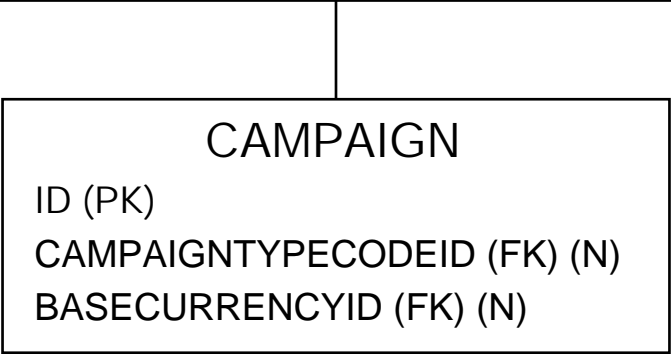 CAMPAIGN
ID (PK)
CAMPAIGNTYPECODEID (FK) (N)
BASECURRENCYID (FK) (N)